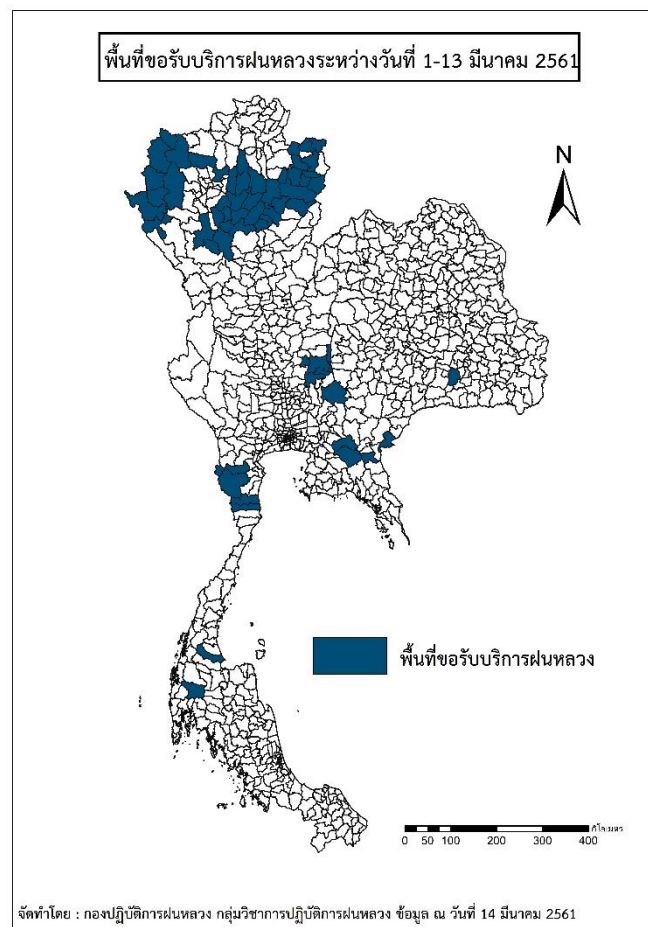 พื้นที่ขอรับบริการฝนหลวงระหว่างวันที่ 1-13 มีนาคม 2561
N
พื้นที่ขอรับบริการฝนหลวง
กิโลเมตร
0 50 100 200 300 400
จัดทำโดย : กองปฏิบัติการฝนหลวง กลุ่มวิชาการปฏิบัติการฝนหลวง ข้อมูล ณ วันที่ 14 มีนาคม 2561